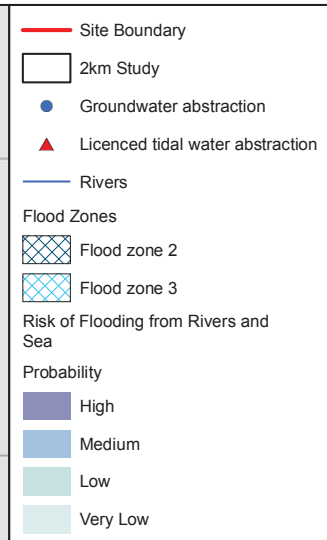 Site Boundary
2km Study
Groundwater abstraction
Licenced tidal water abstraction
Rivers
Flood Zones
Flood zone 2
Flood zone 3
Risk of Flooding from Rivers and
Sea
Probability
High
Medium
Low
Very Low